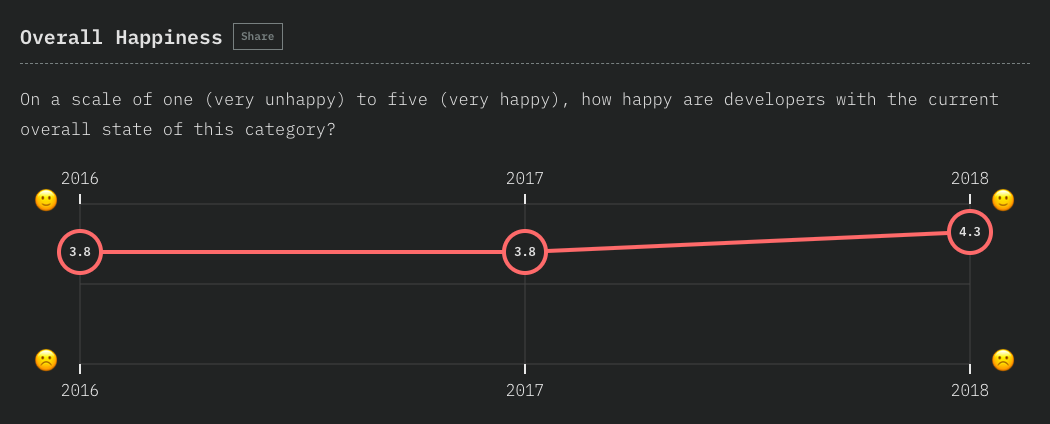 Overall Happiness Share
On a scale of one (very unhappy) to five (very happy), how happy are developers with the current
overall state of this category?
2016 2017 2018
3.8 3.8 4.3
2016 2017 2018